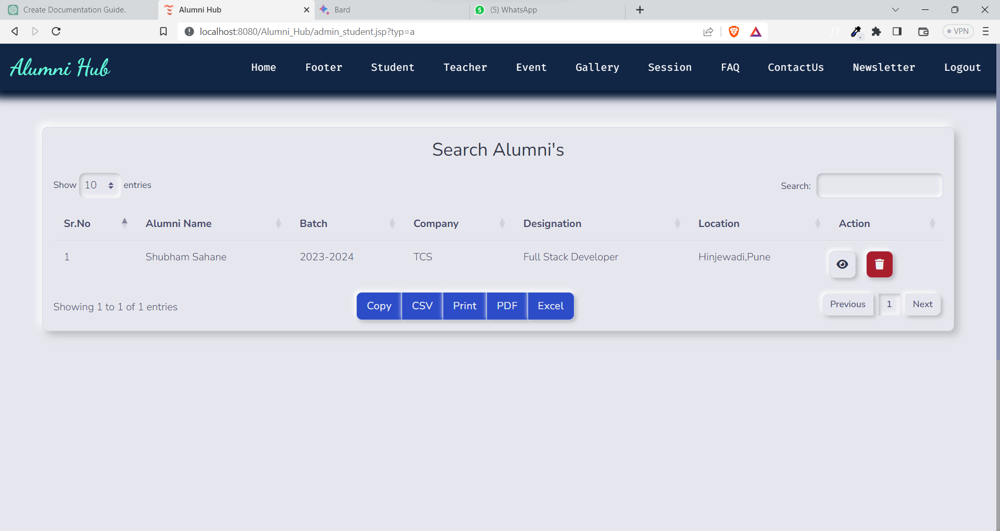 Create Documentation Guide.
Alumni Hub
Bard
5 (5) WhatsApp
localhost:8080/Alumni_Hub/admin_student.jsp?typ=a
VPN
Alumni Hub Home Footer Student Teacher Event Gallery Session FAQ ContactUs Newsletter Logout
Search Alumni's
Show 10 entries Search:
Sr.No Alumni Name Batch Company Designation Location Action
1 Shubham Sahane 2023-2024 TCS Full Stack Developer Hinjewadi,Pune
Showing 1 to 1 of 1 entries Copy CSV Print PDF Excel Previous 1 Next